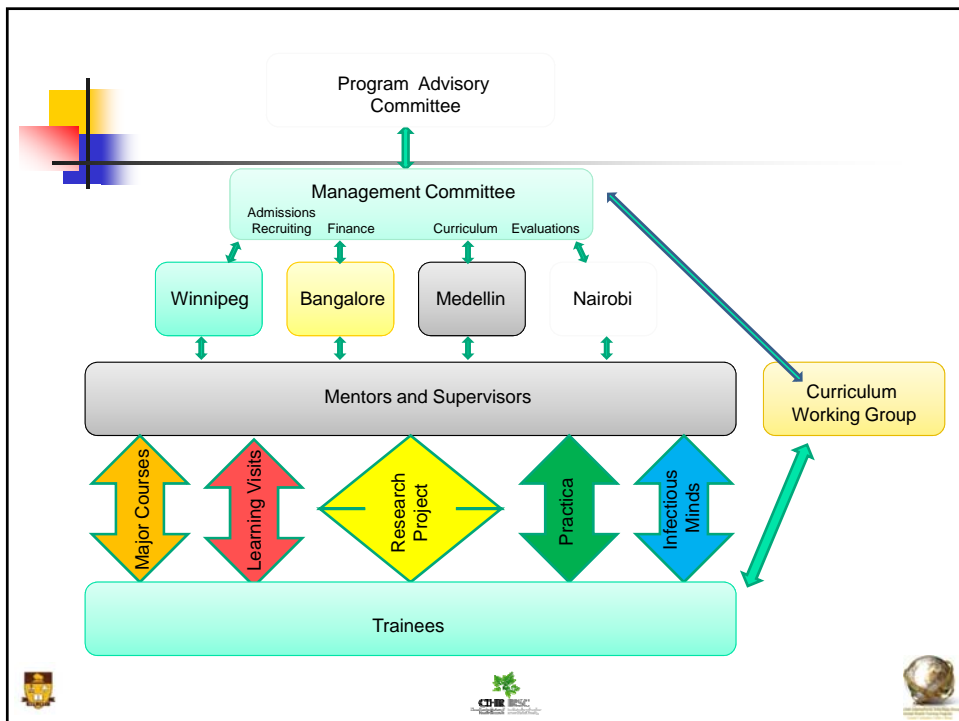 Program Advisory
Committee
Management Committee
Admissions
Recruiting
Finance
Curriculum
Evaluations
Winnipeg
Bangalore
Medellin
Nairobi
Mentors and Supervisors
Curriculum
Working Group
Major Courses
Learning Visits
Research
Project
Practica
Infectious
Minds
Trainees
CIHR IRSC